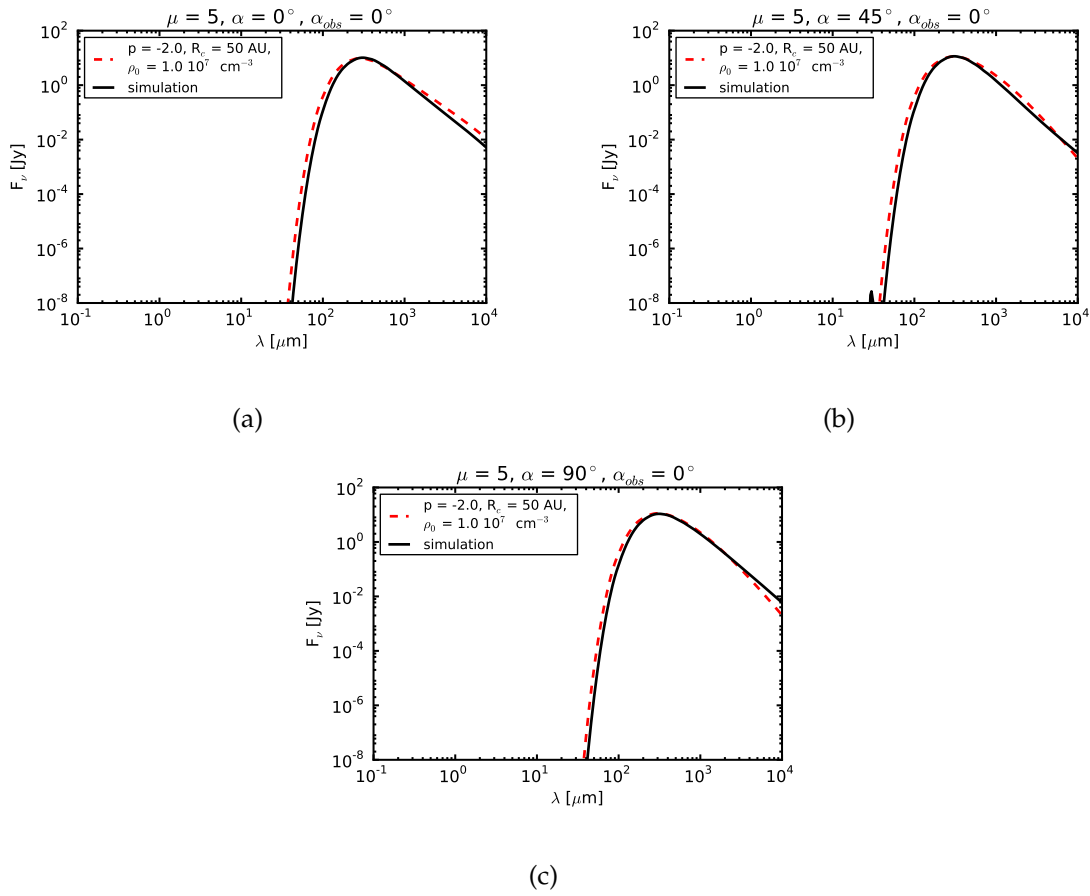 μ = 5, α = 0°, α_obs = 0°
p = -2.0, R_c = 50 AU,
ρ_0 = 1.0 10^7 cm^-3
simulation
F_ν [Jy]
10^2
10^0
10^-2
10^-4
10^-6
10^-8
10^-1 10^0 10^1 10^2 10^3 10^4
λ [μm]
(a)
μ = 5, α = 45°, α_obs = 0°
p = -2.0, R_c = 50 AU,
ρ_0 = 1.0 10^7 cm^-3
simulation
F_ν [Jy]
10^2
10^0
10^-2
10^-4
10^-6
10^-8
10^-1 10^0 10^1 10^2 10^3 10^4
λ [μm]
(b)
μ = 5, α = 90°, α_obs = 0°
p = -2.0, R_c = 50 AU,
ρ_0 = 1.0 10^7 cm^-3
simulation
F_ν [Jy]
10^2
10^0
10^-2
10^-4
10^-6
10^-8
10^-1 10^0 10^1 10^2 10^3 10^4
λ [μm]
(c)